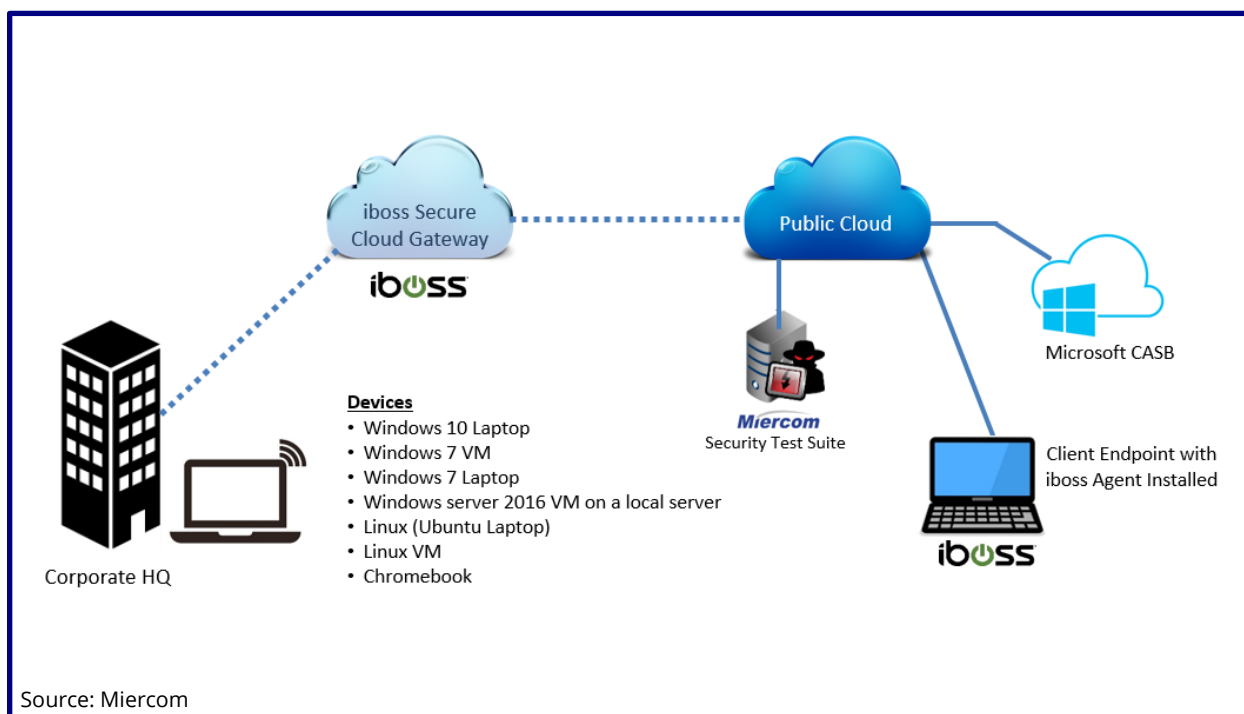 iboss Secure
Cloud Gateway
iboss
Public Cloud
Microsoft CASB
Miercom
Security Test Suite
Client Endpoint with
iboss Agent Installed
iboss
Corporate HQ
Devices
• Windows 10 Laptop
• Windows 7 VM
• Windows 7 Laptop
• Windows server 2016 VM on a local server
• Linux (Ubuntu Laptop)
• Linux VM
• Chromebook
Source: Miercom